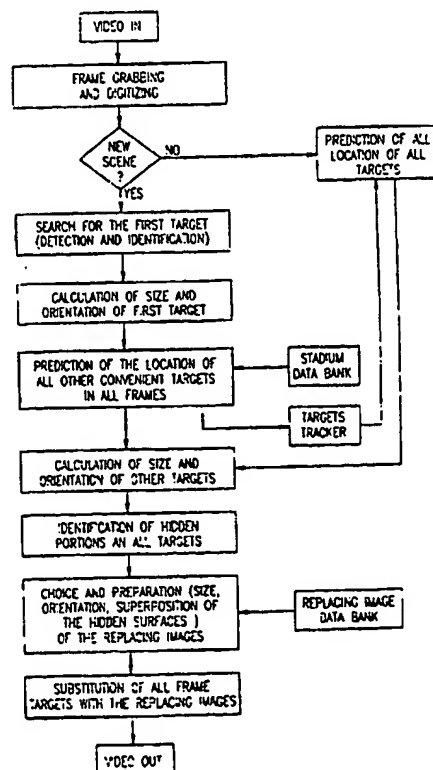 VIDEO IN
FRAME GRABBING
AND DIGITIZING
NEW
SCENE
?
NO
YES
PREDICTION OF ALL
LOCATION OF ALL
TARGETS
SEARCH FOR THE FIRST TARGET
(DETECTION AND IDENTIFICATION)
CALCULATION OF SIZE AND
ORIENTATION OF FIRST TARGET
PREDICTION OF THE LOCATION OF
ALL OTHER CONVENIENT TARGETS
IN ALL FRAMES
STADIUM
DATA BANK
TARGETS
TRACKER
CALCULATION OF SIZE AND
ORIENTATION OF OTHER TARGETS
IDENTIFICATION OF HIDDEN
PORTIONS AN ALL TARGETS
CHOICE AND PREPARATION (SIZE,
ORIENTATION, SUPERPOSITION OF
THE HIDDEN SURFACES )
OF THE REPLACING IMAGES
REPLACING IMAGE
DATA BANK
SUBSTITUTION OF ALL FRAME
TARGETS WITH THE REPLACING IMAGES
VIDEO OUT